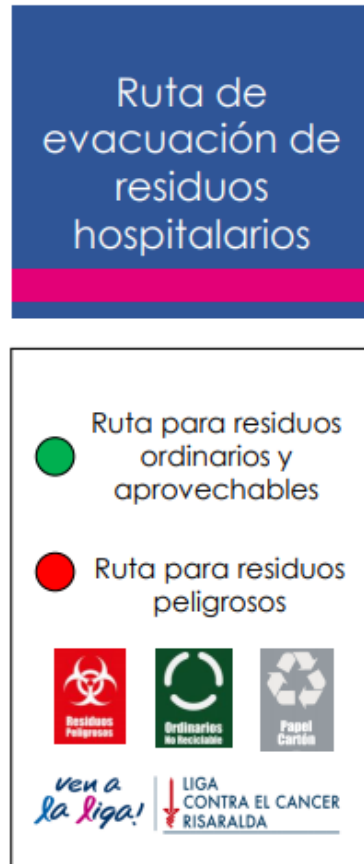 Ruta de
evacuación de
residuos
hospitalarios
Ruta para residuos
ordinarios y
aprovechables
Ruta para residuos
peligrosos
Residuos
Peligrosos
Ordinarios
No Reciclable
Papel
Cartón
ven a
la liga!
LIGA
CONTRA EL CANCER
RISARALDA